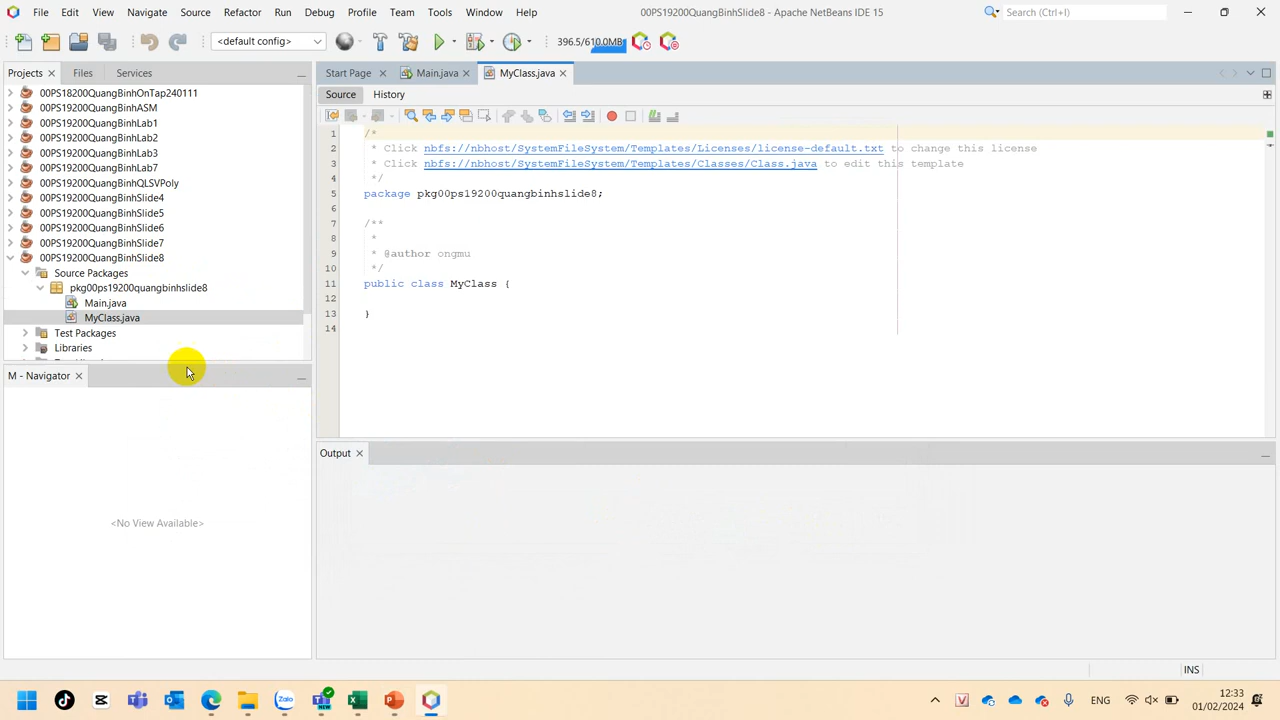 File Edit View Navigate Source Refactor Run Debug Profile Team Tools Window Help
00PS19200QuangBinhSlide8 - Apache NetBeans IDE 15
Search (Ctrl+I)
<default config>
396.5/610.0MB
Projects Files Services
00PS18200QuangBinhOnTap240111
00PS19200QuangBinhASM
00PS19200QuangBinhLab1
00PS19200QuangBinhLab2
00PS19200QuangBinhLab3
00PS19200QuangBinhLab7
00PS19200QuangBinhQLSVPoly
00PS19200QuangBinhSlide4
00PS19200QuangBinhSlide5
00PS19200QuangBinhSlide6
00PS19200QuangBinhSlide7
00PS19200QuangBinhSlide8
Source Packages
pkg00ps19200quangbinhslide8
Main.java
MyClass.java
Test Packages
Libraries
M - Navigator
<No View Available>
Start Page Main.java MyClass.java
Source History
1 /*
2 * Click nbfs://nbhost/SystemFileSystem/Templates/Licenses/license-default.txt to change this license
3 * Click nbfs://nbhost/SystemFileSystem/Templates/Classes/Class.java to edit this template
4 */
5 package pkg00ps19200quangbinhslide8;
6
7 /**
8 *
9 * @author ongmu
10 */
11 public class MyClass {
12
13 }
14
Output
INS
NEW
ENG
12:33
01/02/2024